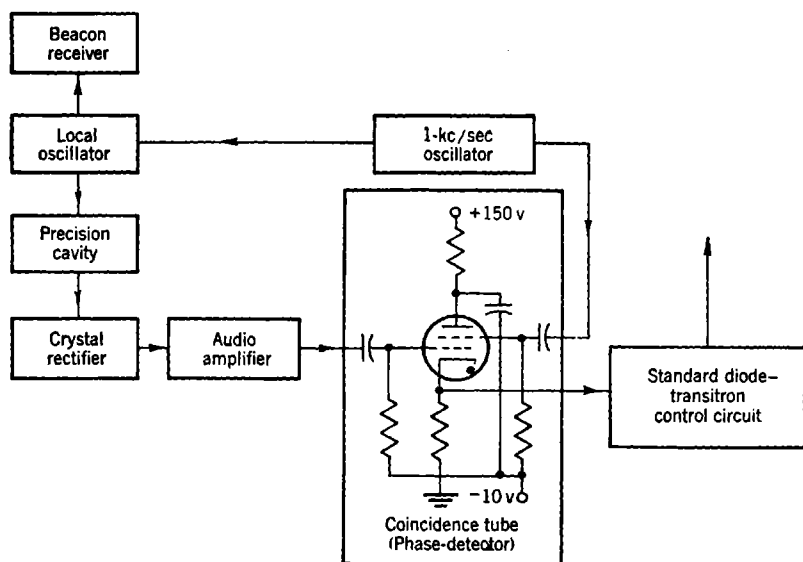 Beacon
receiver
Local
oscillator
1-kc/sec
oscillator
Precision
cavity
+150 v
Crystal
rectifier
Audio
amplifier
Standard diode–
transitron
control circuit
−10 v
Coincidence tube
(Phase-detector)